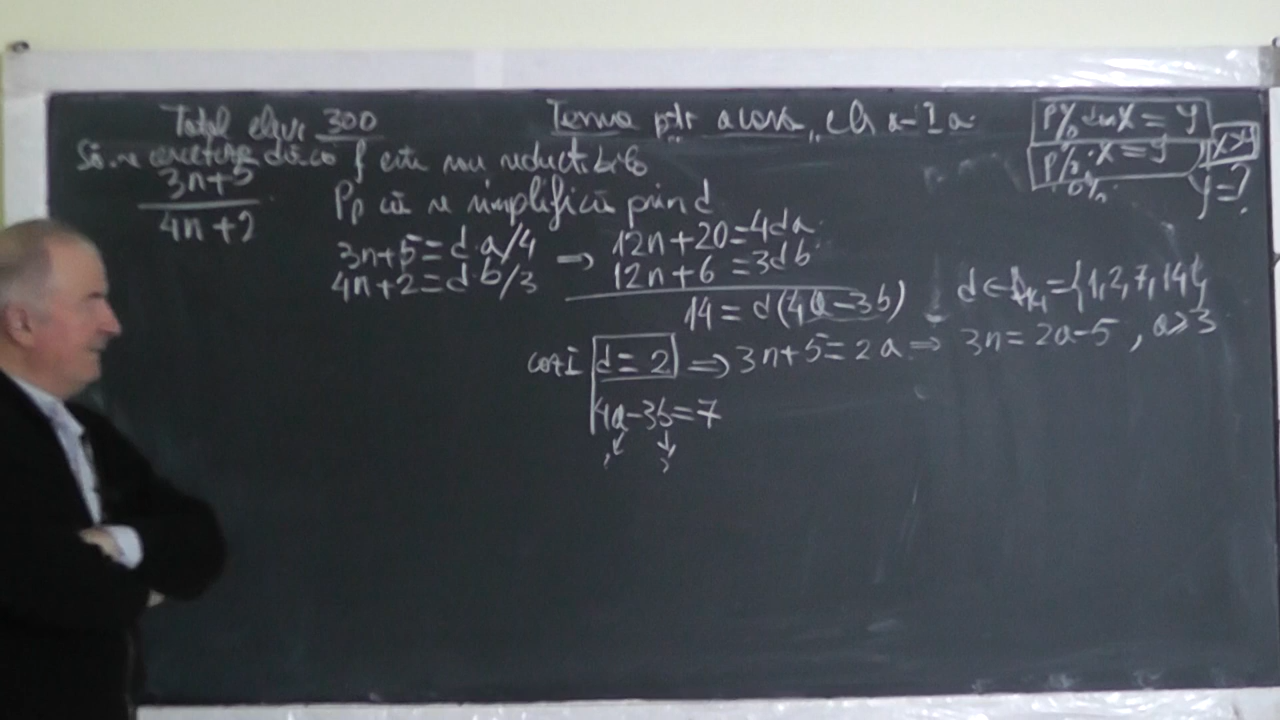 Total elevi 300
Tema ptr acasa,, cls a-I a
P% din X = y
P%·X = y
y = ?
3n+5
4n+2
Pp că se simplifică prin d
3n+5 = d·a/4 → 12n+20 = 4da
4n+2 = d b/3 12n+6 = 3db
14 = d(4a-3b)
d ∈ = {1,2,7,14}
d = 2 ⇒ 3n+5 = 2a ⇒ 3n = 2a-5 , a ≥ 3
4a-3b = 7